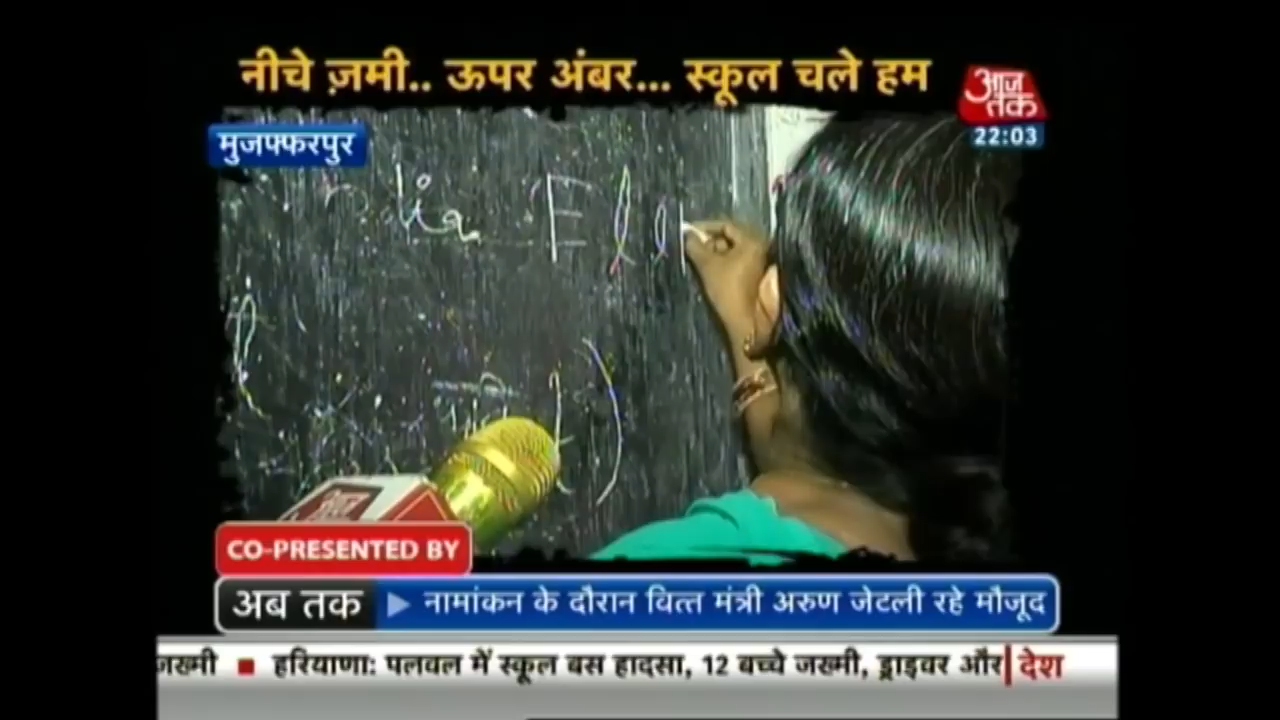 नीचे ज़मी.. ऊपर अंबर... स्कूल चले हम
आज तक
22:03
मुजफ्फरपुर
आज
CO-PRESENTED BY
अब तक
नामांकन के दौरान वित्त मंत्री अरुण जेटली रहे मौजूद
जख्मी ■ हरियाणा: पलवल में स्कूल बस हादसा, 12 बच्चे जख्मी, ड्राइवर और
देश